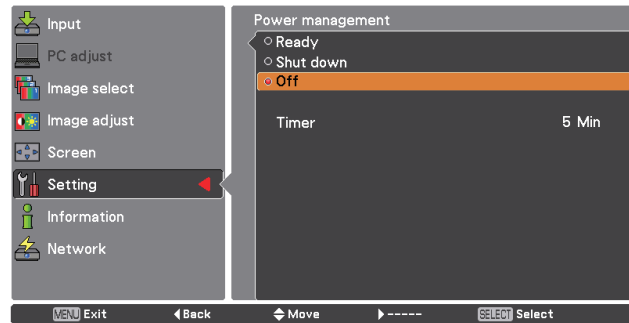 Input
PC adjust
Image select
Image adjust
Screen
Setting
Information
Network
Power management
Ready
Shut down
Off
Timer 5 Min
MENU Exit Back Move ----- SELECT Select